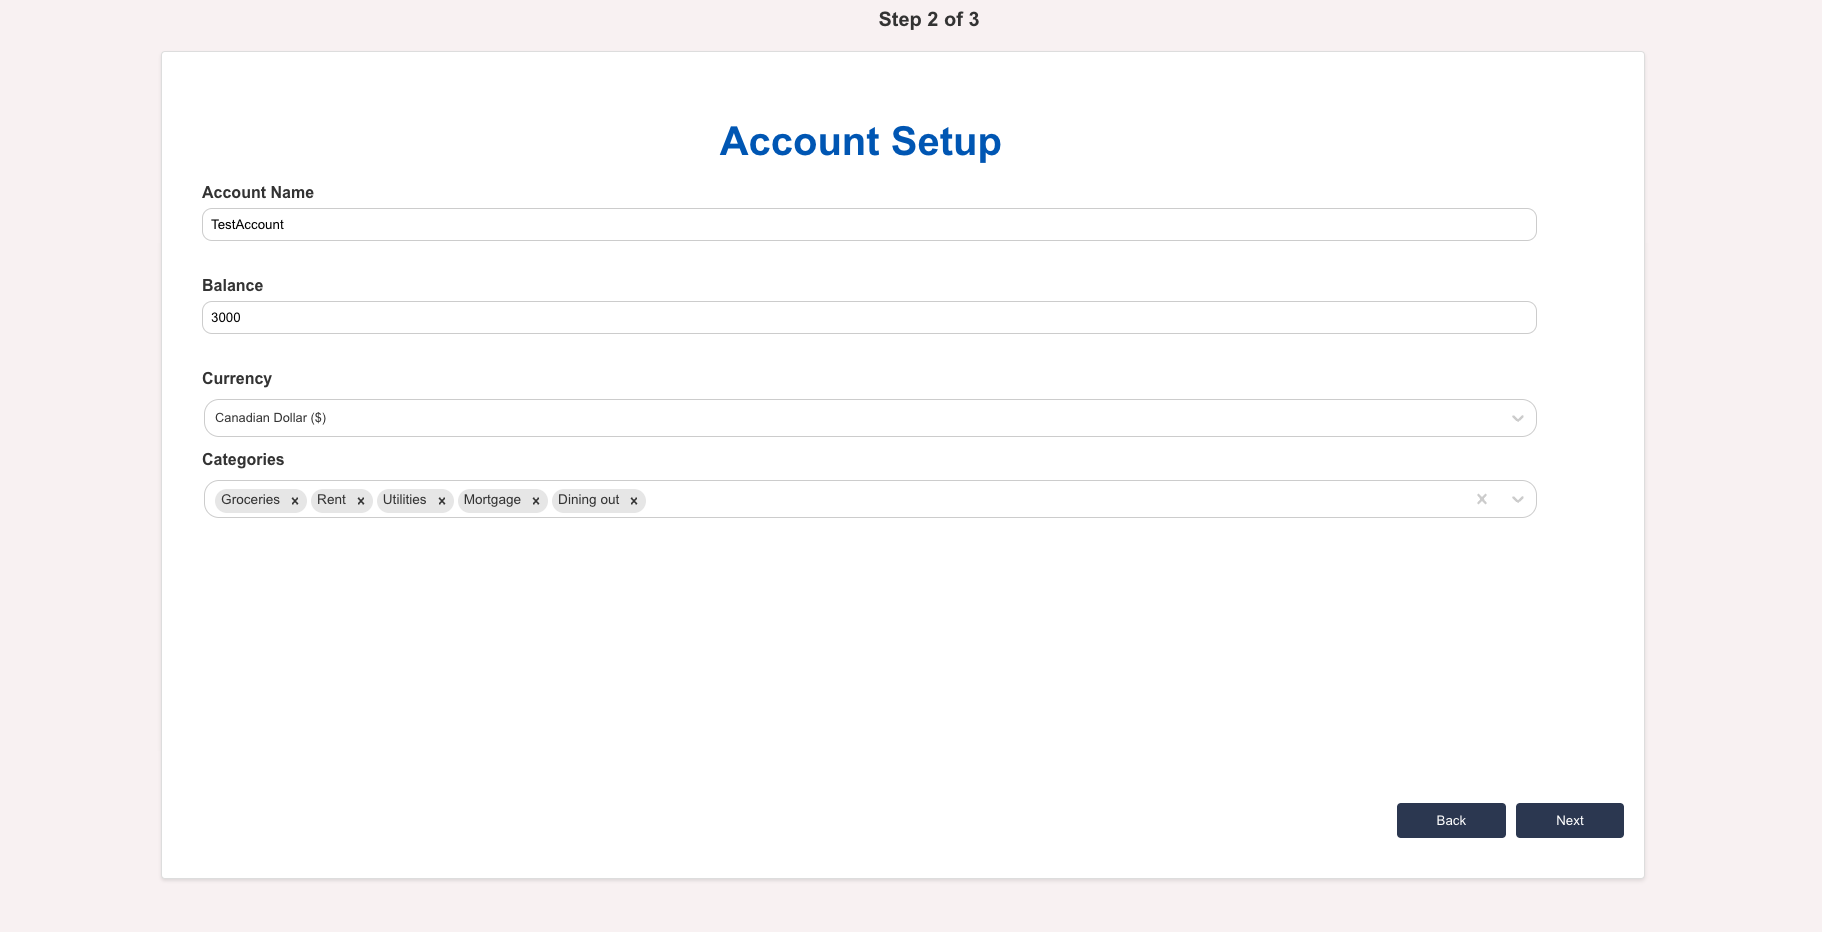 Step 2 of 3
Account Setup
Account Name
TestAccount
Balance
3000
Currency
Canadian Dollar ($)
Categories
Groceries × Rent × Utilities × Mortgage × Dining out ×
Back Next